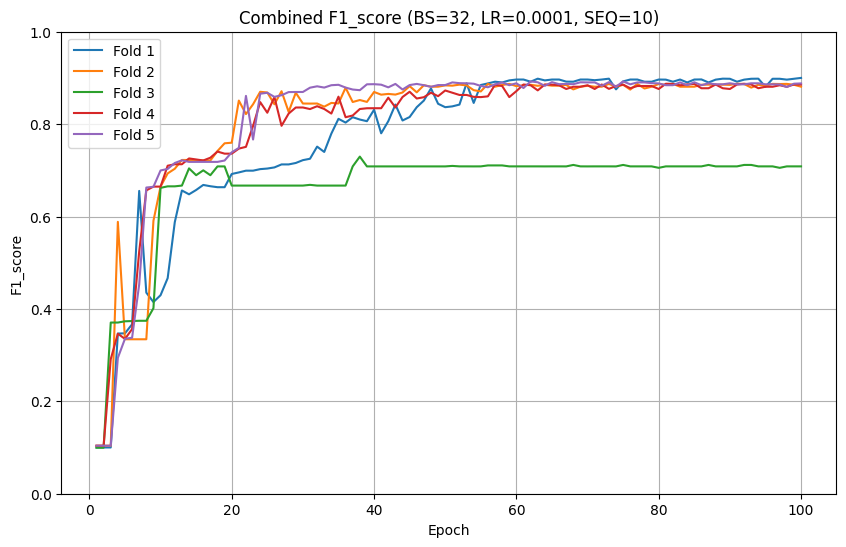 Combined F1_score (BS=32, LR=0.0001, SEQ=10)
Fold 1
Fold 2
Fold 3
Fold 4
Fold 5
F1_score
1.0
0.8
0.6
0.4
0.2
0.0
0 20 40 60 80 100
Epoch